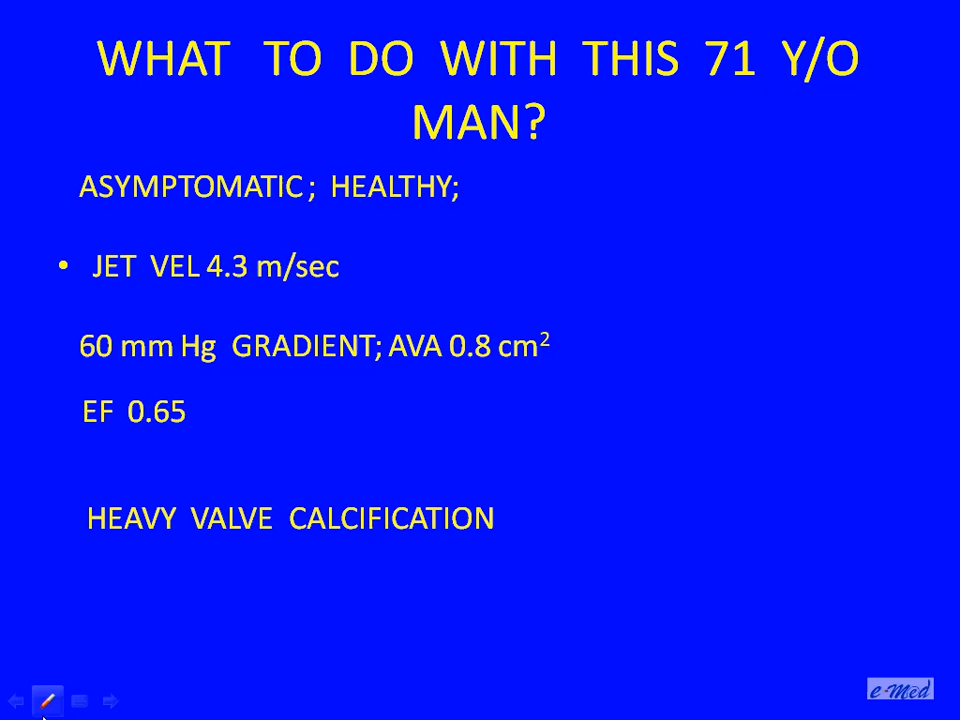 WHAT TO DO WITH THIS 71 Y/O
MAN?
ASYMPTOMATIC ; HEALTHY;
• JET VEL 4.3 m/sec
60 mm Hg GRADIENT; AVA 0.8 cm²
EF 0.65
HEAVY VALVE CALCIFICATION
e-Med